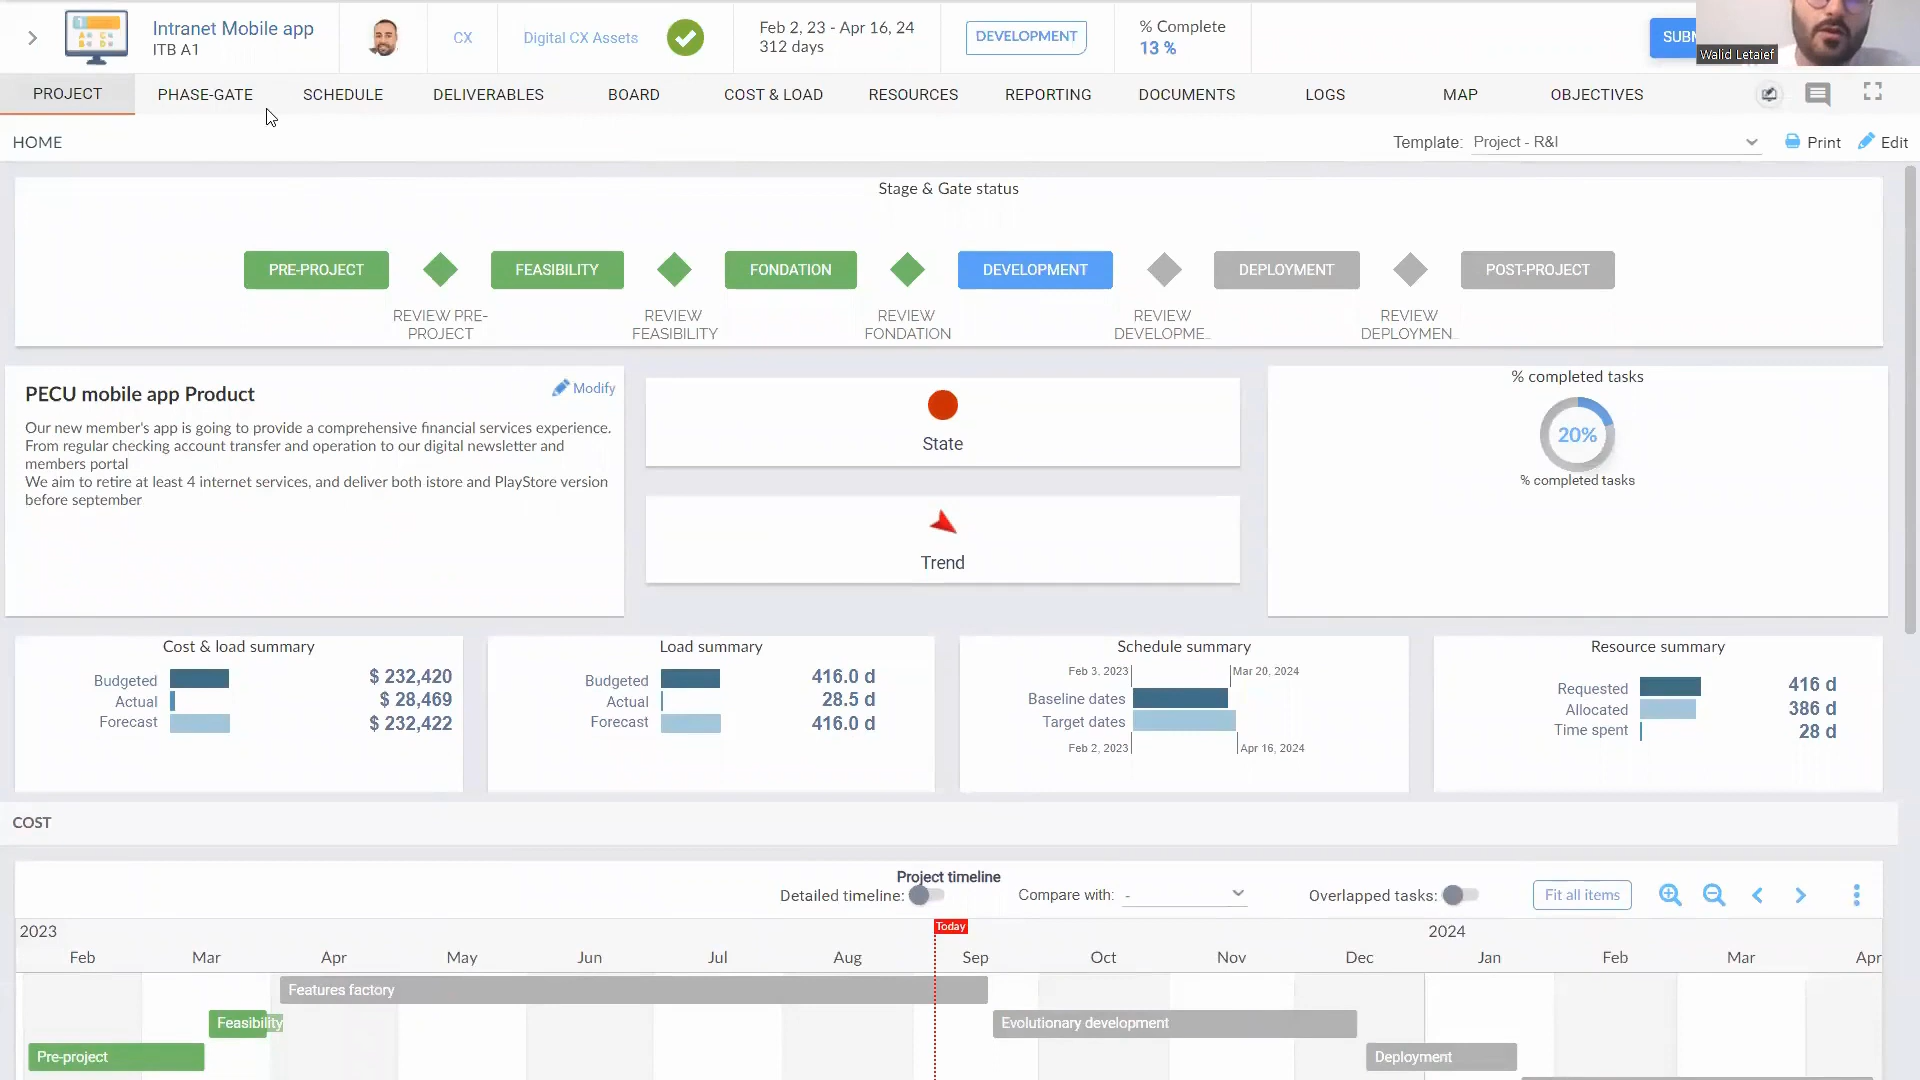 Intranet Mobile app
ITB A1
CX
Digital CX Assets
Feb 2, 23 - Apr 16, 24
312 days
DEVELOPMENT
% Complete
13 %
Walid Letaief
PROJECT
PHASE-GATE
SCHEDULE
DELIVERABLES
BOARD
COST & LOAD
RESOURCES
REPORTING
DOCUMENTS
LOGS
MAP
OBJECTIVES
HOME
Template: Project - R&I
Print
Edit
Stage & Gate status
PRE-PROJECT
FEASIBILITY
FONDATION
DEVELOPMENT
DEPLOYMENT
POST-PROJECT
REVIEW PRE-
PROJECT
REVIEW
FEASIBILITY
REVIEW
FONDATION
REVIEW
DEVELOPME...
REVIEW
DEPLOYMEN...
PECU mobile app Product
Modify
Our new member's app is going to provide a comprehensive financial services experience.
From regular checking account transfer and operation to our digital newsletter and
members portal
We aim to retire at least 4 internet services, and deliver both istore and PlayStore version
before september
State
Trend
% completed tasks
20%
% completed tasks
Cost & load summary
Budgeted $ 232,420
Actual $ 28,469
Forecast $ 232,422
Load summary
Budgeted 416.0 d
Actual 28.5 d
Forecast 416.0 d
Schedule summary
Feb 3, 2023 Mar 20, 2024
Baseline dates
Target dates
Feb 2, 2023 Apr 16, 2024
Resource summary
Requested 416 d
Allocated 386 d
Time spent 28 d
COST
Project timeline
Detailed timeline:
Compare with: -
Overlapped tasks:
Fit all items
Today
2023 2024
Feb Mar Apr May Jun Jul Aug Sep Oct Nov Dec Jan Feb Mar Apr
Features factory
Feasibility
Evolutionary development
Pre-project
Deployment